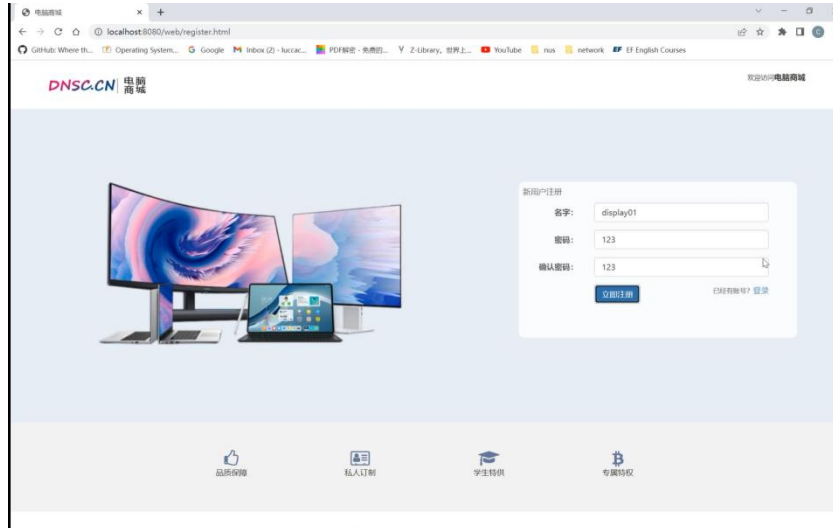 电脑商城
localhost:8080/web/register.html
GitHub: Where th... Operating System... Google Inbox (2) - luccac... PDF解密 - 免费的... Z-Library，世界上... YouTube nus network EF English Courses
DNSC.CN 电脑商城
欢迎访问电脑商城
新用户注册
名字： display01
密码： 123
确认密码： 123
立即注册 已经有账号? 登录
品质保障 私人订制 学生特供 专属特权